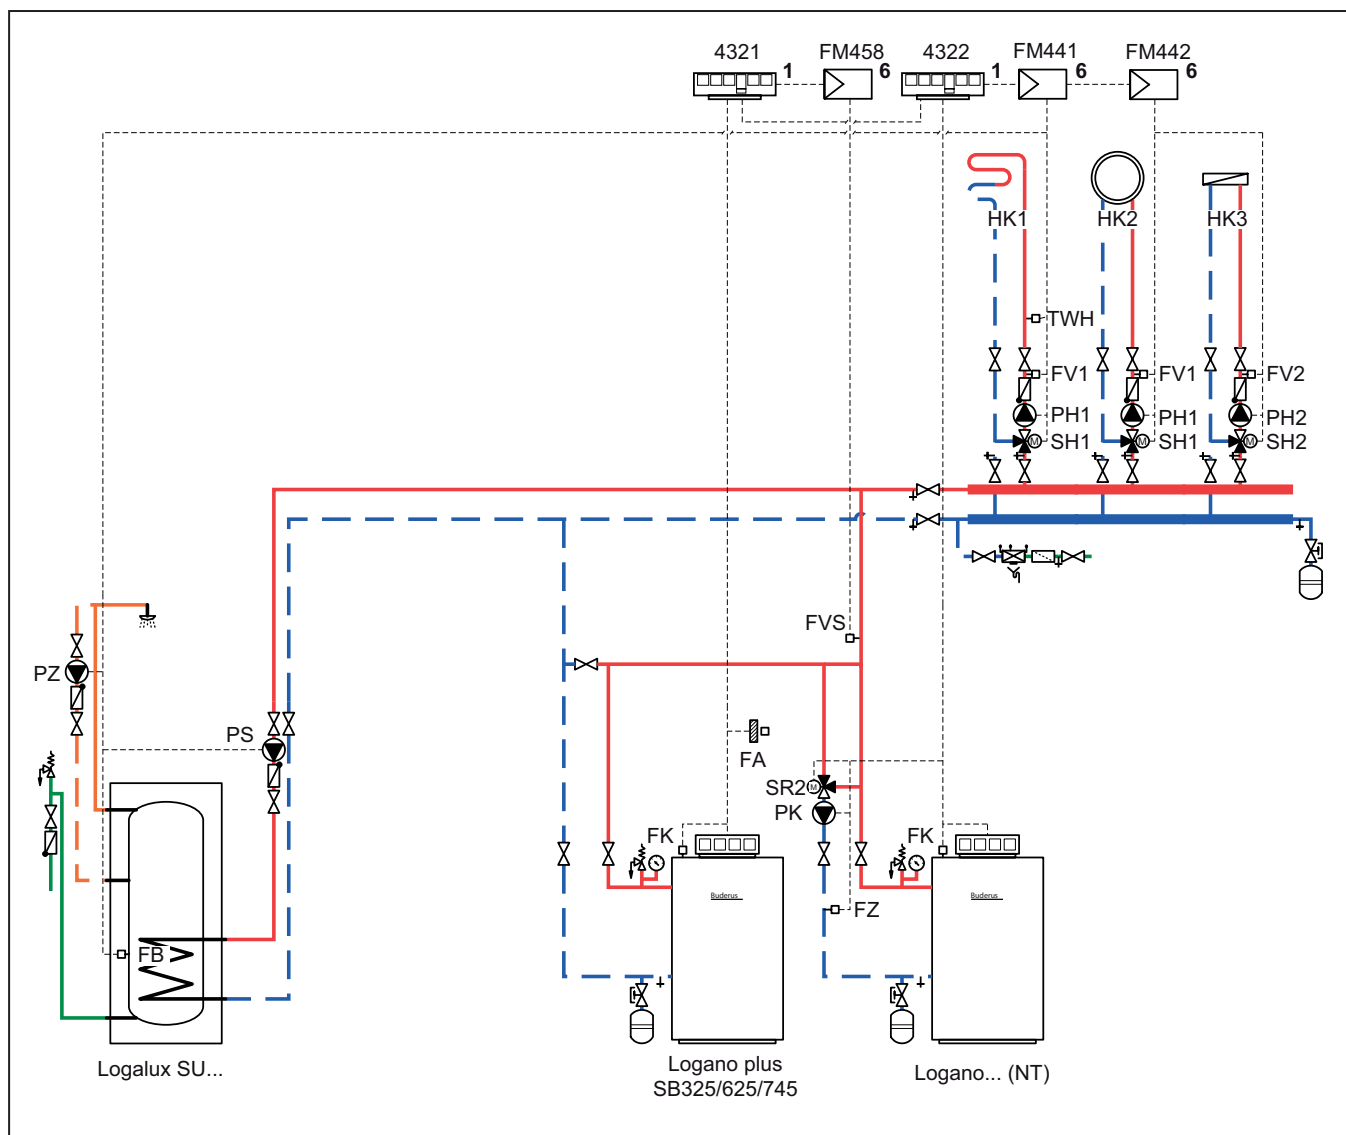 4321 FM458 4322 FM441 FM442
1 6 1 6 6
HK1 HK2 HK3
TWH
FV1 FV1 FV2
PH1 PH1 PH2
M SH1 M SH1 M SH2
FVS
PZ
PS
FA
SR2 M
PK
FK FK
Buderus Buderus
FZ
FB
Logalux SU...
Logano plus
SB325/625/745
Logano... (NT)